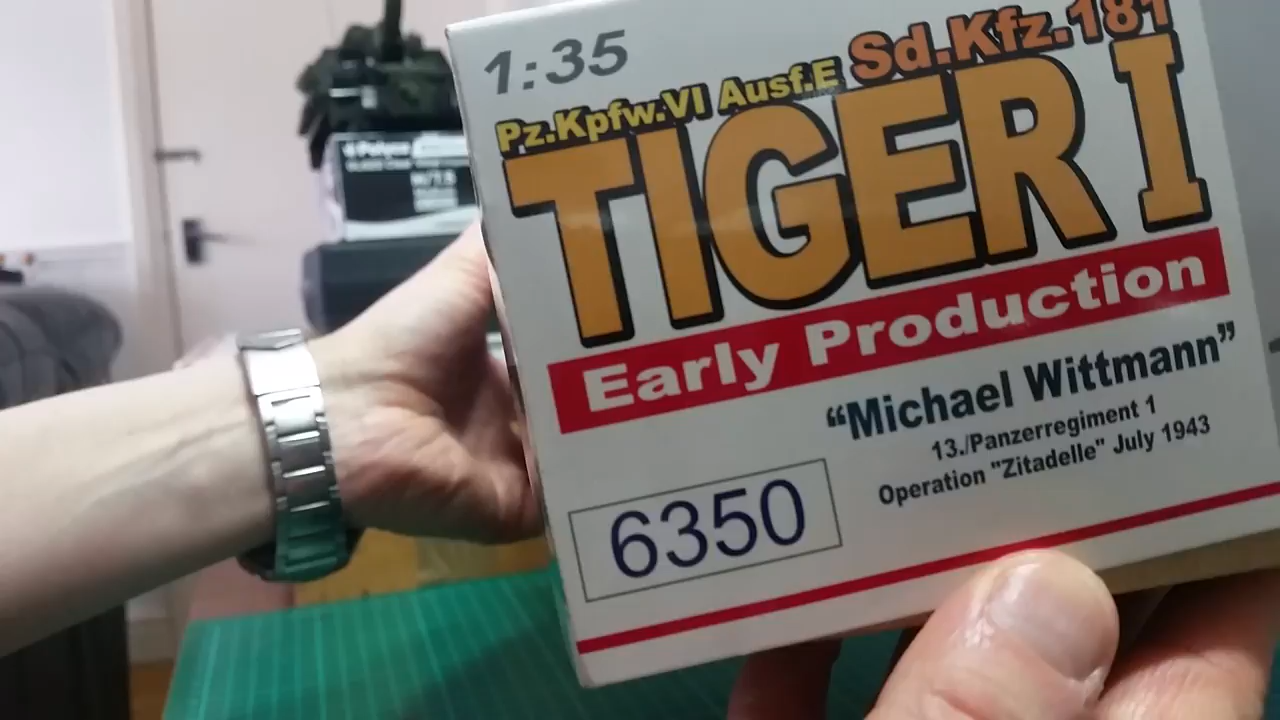 1:35
Pz.Kpfw.VI Ausf.E Sd.Kfz.181
TIGER I
Early Production
“Michael Wittmann”
13./Panzerregiment 1
Operation "Zitadelle" July 1943
6350